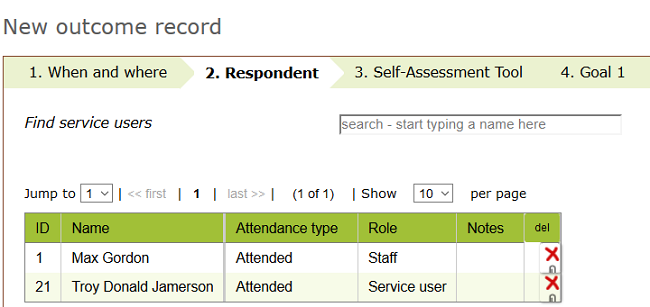 New outcome record
1. When and where 2. Respondent 3. Self-Assessment Tool 4. Goal 1
Find service users search - start typing a name here
Jump to 1 | << first | 1 | last >> | (1 of 1) | Show 10 per page
ID Name Attendance type Role Notes del
1 Max Gordon Attended Staff
21 Troy Donald Jamerson Attended Service user